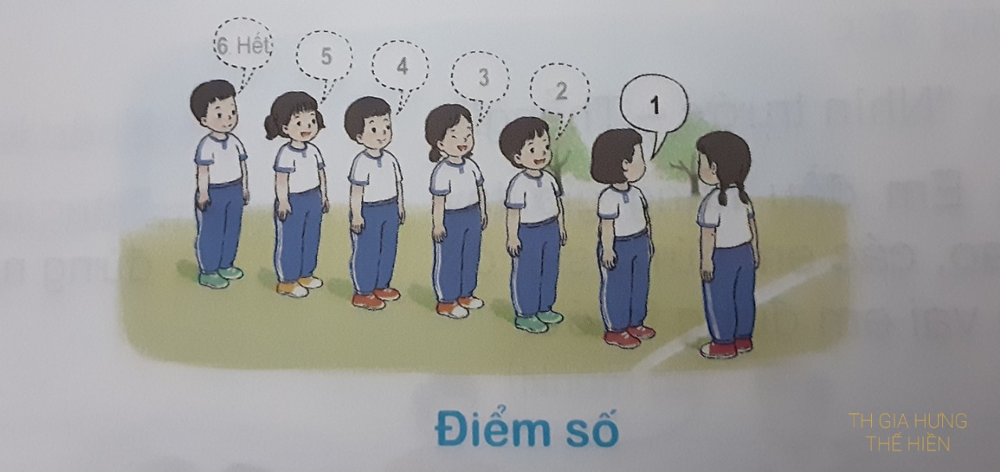 6. Hết
5
4
3
2
1
Điểm số
TH GIA HƯNG
THẾ HIỀN